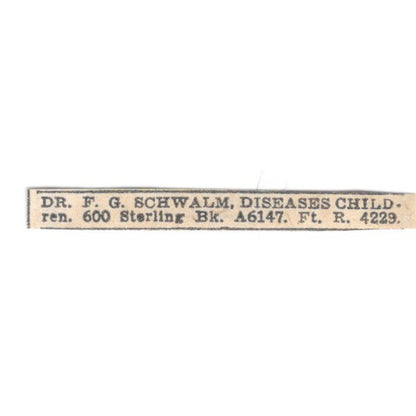 DR. F. G. SCHWALM, DISEASES CHILD-
ren. 600 Sterling Bk. A6147. Ft. R. 4229.